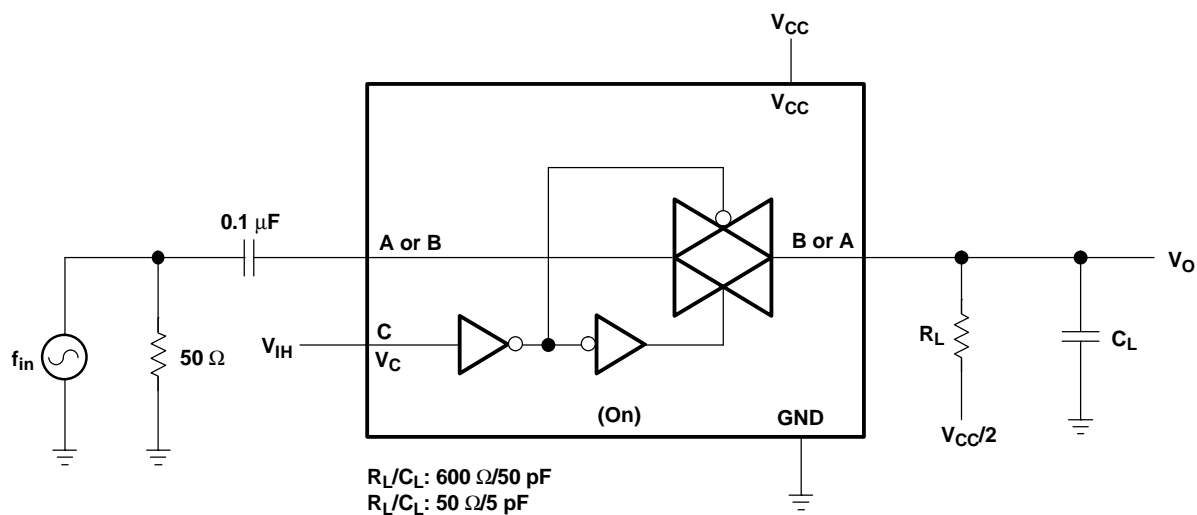 VCC
VCC
0.1 μF
A or B
B or A
VO
fin
50 Ω
VIH
C
VC
RL
CL
(On)
GND
VCC/2
RL/CL: 600 Ω/50 pF
RL/CL: 50 Ω/5 pF